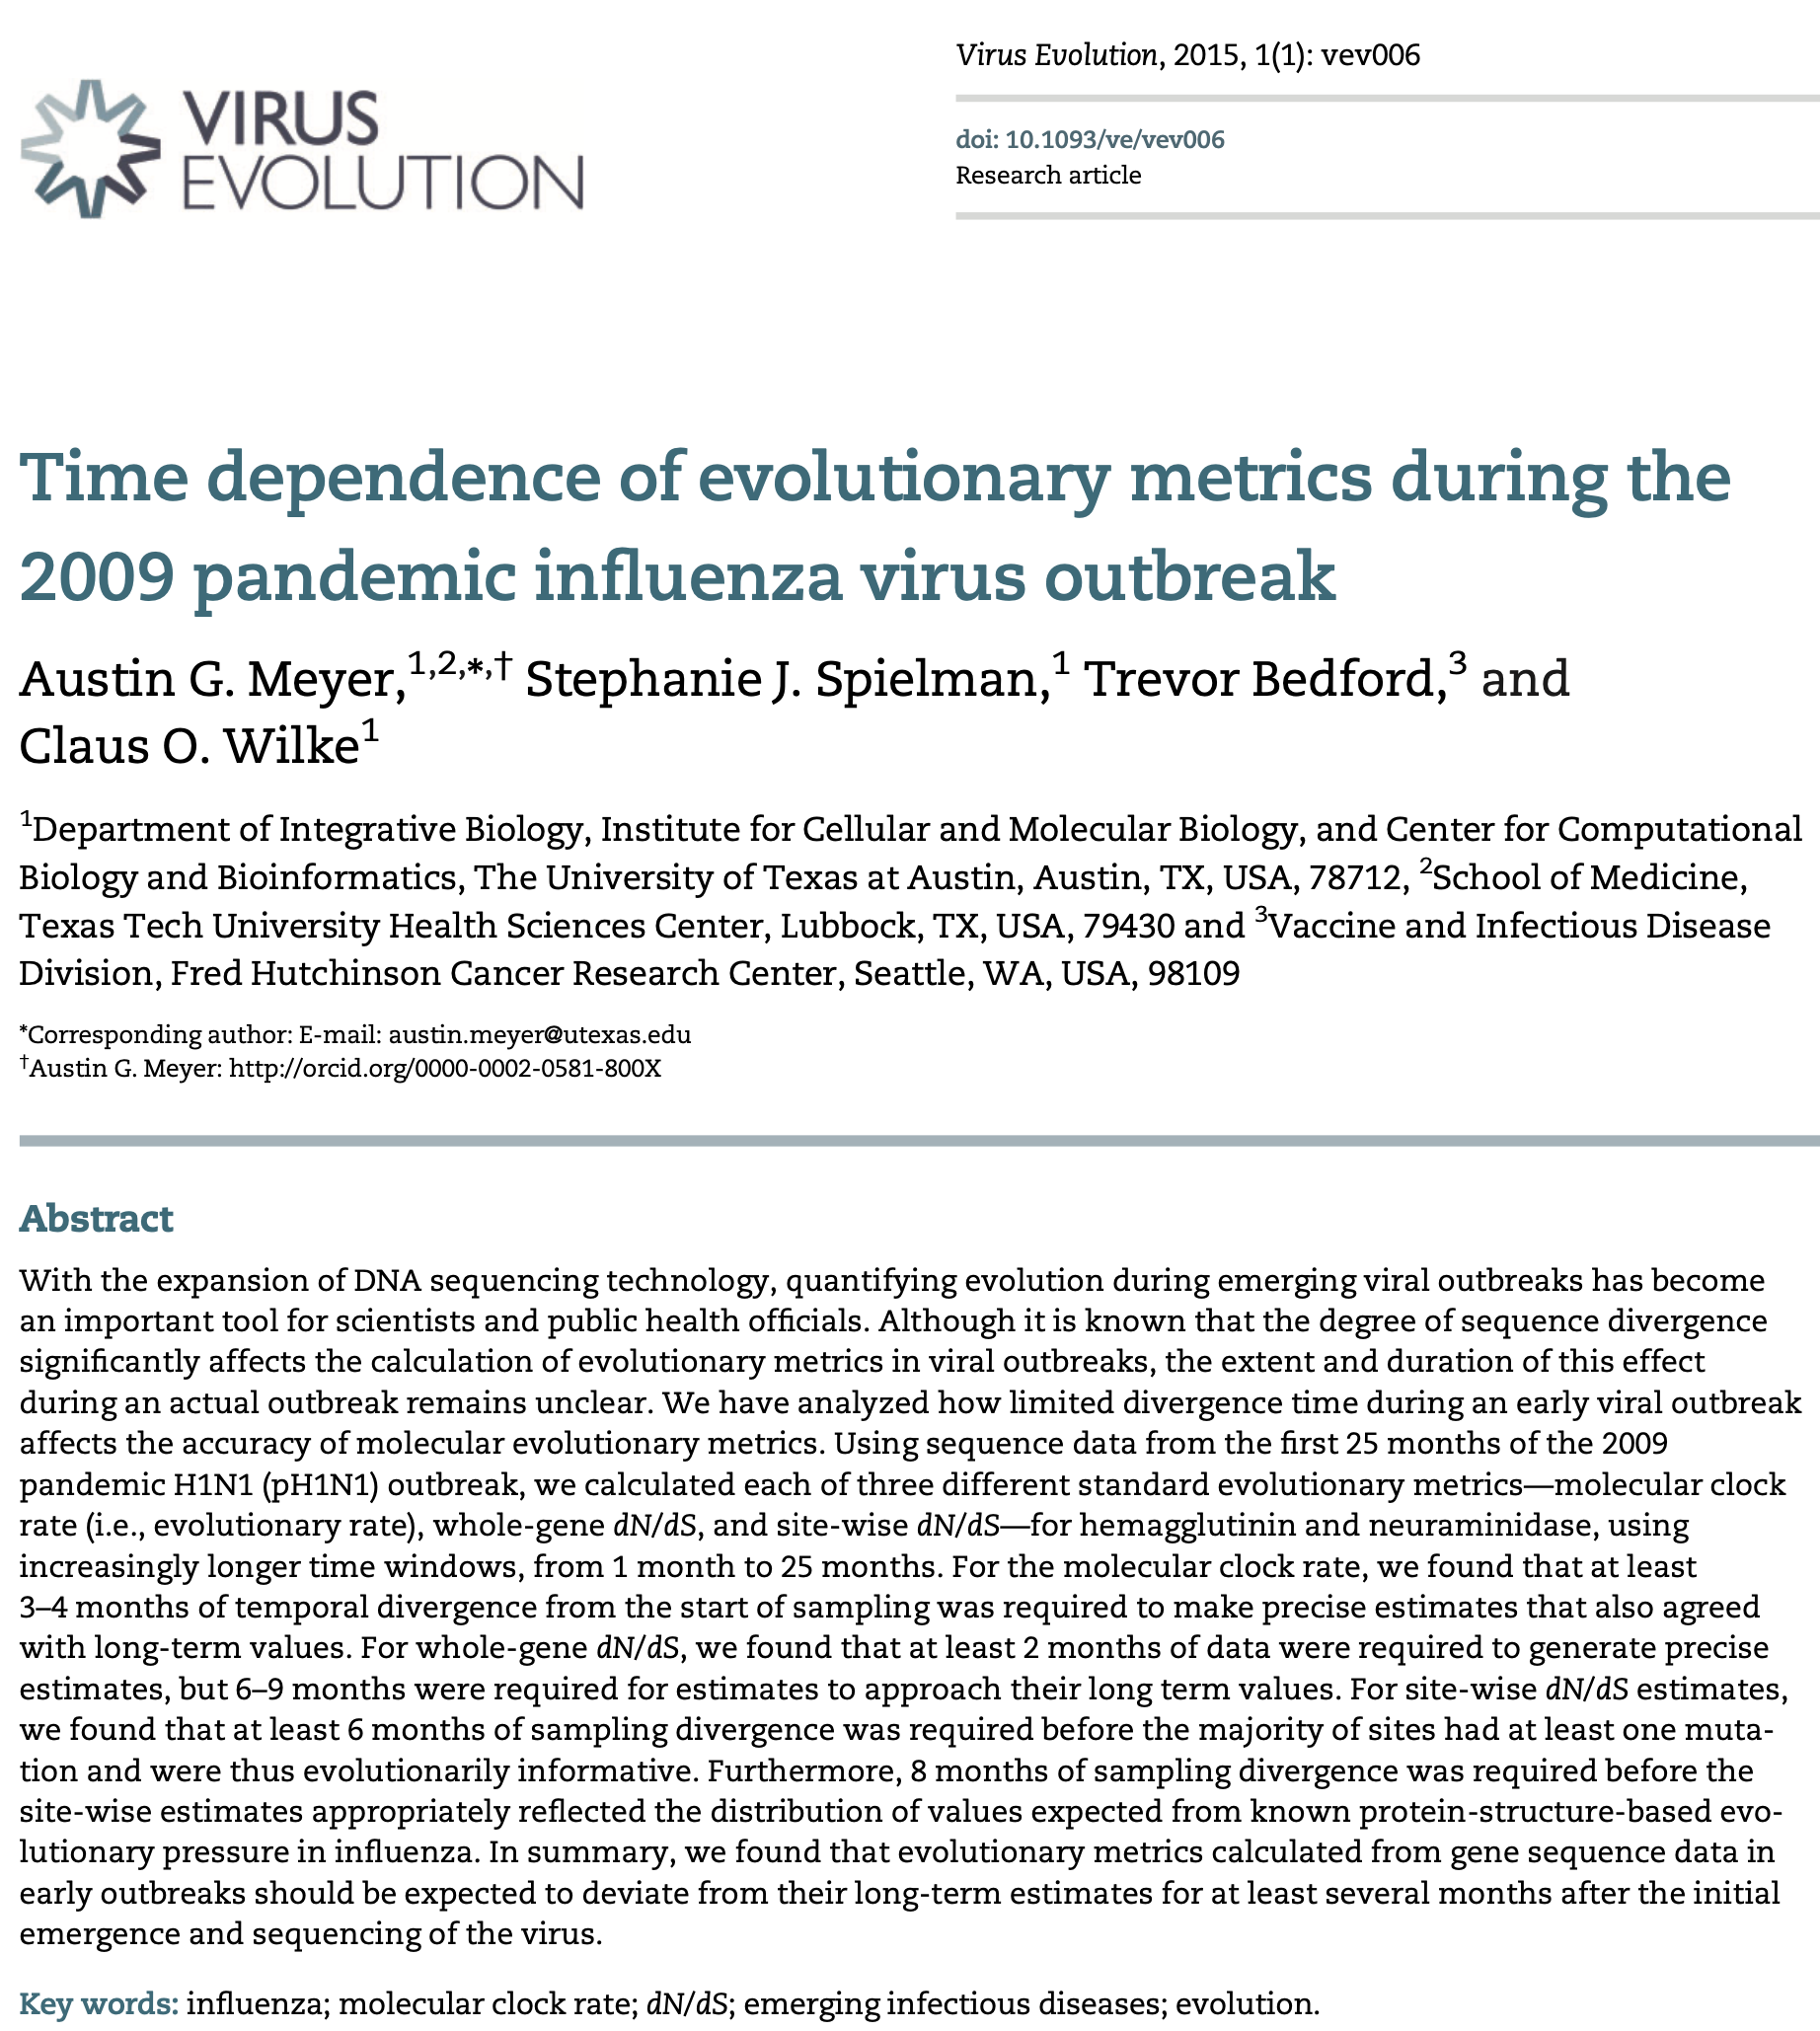 Virus Evolution, 2015, 1(1): vev006
VIRUS
EVOLUTION
doi: 10.1093/ve/vev006
Research article
Time dependence of evolutionary metrics during the
2009 pandemic influenza virus outbreak
Austin G. Meyer,1,2,*,† Stephanie J. Spielman,1 Trevor Bedford,3 and
Claus O. Wilke1
1Department of Integrative Biology, Institute for Cellular and Molecular Biology, and Center for Computational
Biology and Bioinformatics, The University of Texas at Austin, Austin, TX, USA, 78712, 2School of Medicine,
Texas Tech University Health Sciences Center, Lubbock, TX, USA, 79430 and 3Vaccine and Infectious Disease
Division, Fred Hutchinson Cancer Research Center, Seattle, WA, USA, 98109
*Corresponding author: E-mail: austin.meyer@utexas.edu
†Austin G. Meyer: http://orcid.org/0000-0002-0581-800X
Abstract
With the expansion of DNA sequencing technology, quantifying evolution during emerging viral outbreaks has become
an important tool for scientists and public health officials. Although it is known that the degree of sequence divergence
significantly affects the calculation of evolutionary metrics in viral outbreaks, the extent and duration of this effect
during an actual outbreak remains unclear. We have analyzed how limited divergence time during an early viral outbreak
affects the accuracy of molecular evolutionary metrics. Using sequence data from the first 25 months of the 2009
pandemic H1N1 (pH1N1) outbreak, we calculated each of three different standard evolutionary metrics—molecular clock
rate (i.e., evolutionary rate), whole-gene dN/dS, and site-wise dN/dS—for hemagglutinin and neuraminidase, using
increasingly longer time windows, from 1 month to 25 months. For the molecular clock rate, we found that at least
3–4 months of temporal divergence from the start of sampling was required to make precise estimates that also agreed
with long-term values. For whole-gene dN/dS, we found that at least 2 months of data were required to generate precise
estimates, but 6–9 months were required for estimates to approach their long term values. For site-wise dN/dS estimates,
we found that at least 6 months of sampling divergence was required before the majority of sites had at least one muta-
tion and were thus evolutionarily informative. Furthermore, 8 months of sampling divergence was required before the
site-wise estimates appropriately reflected the distribution of values expected from known protein-structure-based evo-
lutionary pressure in influenza. In summary, we found that evolutionary metrics calculated from gene sequence data in
early outbreaks should be expected to deviate from their long-term estimates for at least several months after the initial
emergence and sequencing of the virus.
Key words: influenza; molecular clock rate; dN/dS; emerging infectious diseases; evolution.